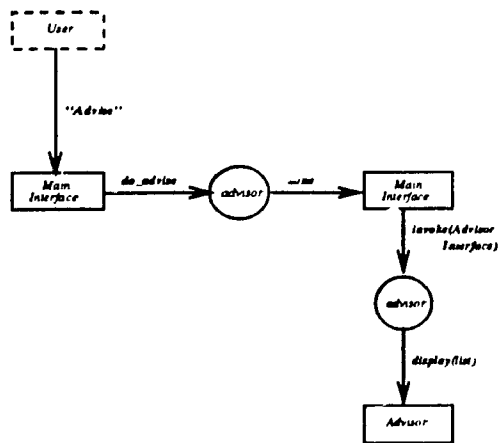 User
"Advise"
Main
Interface
do_advise
advisor
Main
Interface
invoke(Advisor
Interface)
advisor
display(list)
Advisor